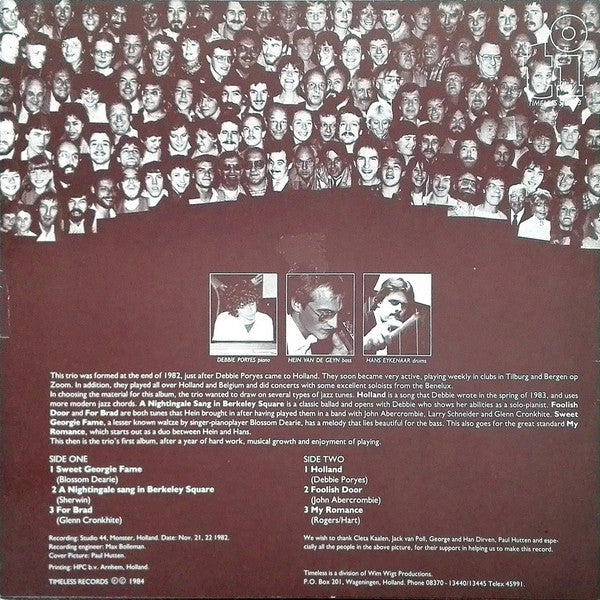 TIMELESS
DEBBIE PORYES piano
HEIN VAN DE GEYN bass
HANS EYKENAAR drums
This trio was formed at the end of 1982, just after Debbie Poryes came to Holland. They soon became very active, playing weekly in clubs in Tilburg and Bergen op
Zoom. In addition, they played all over Holland and Belgium and did concerts with some excellent soloists from the Benelux.
In choosing the material for this album, the trio wanted to draw on several types of jazz tunes. Holland is a song that Debbie wrote in the spring of 1983, and uses
more modern jazz chords. A Nightingale Sang in Berkeley Square is a classic ballad and opens with Debbie who shows her abilities as a solo-pianist. Foolish
Door and For Brad are both tunes that Hein brought in after having played them in a band with John Abercrombie, Larry Schneider and Glenn Cronkhite. Sweet
Georgie Fame, a lesser known waltze by singer-pianoplayer Blossom Dearie, has a melody that lies beautiful for the bass. This also goes for the great standard My
Romance, which starts out as a duo between Hein and Hans.
This then is the trio's first album, after a year of hard work, musical growth and enjoyment of playing.
SIDE ONE
1 Sweet Georgie Fame
(Blossom Dearie)
2 A Nightingale sang in Berkeley Square
(Sherwin)
3 For Brad
(Glenn Cronkhite)
SIDE TWO
1 Holland
(Debbie Poryes)
2 Foolish Door
(John Abercrombie)
3 My Romance
(Rogers/Hart)
Recording: Studio 44, Monster, Holland. Date: Nov. 21, 22 1982.
Recording engineer: Max Bolleman.
Cover Picture: Paul Hutten.
Printing: HPC b.v. Arnhem, Holland.
TIMELESS RECORDS Ⓟ © 1984
We wish to thank Cleta Kaalen, Jack van Poll, George and Han Dirven, Paul Hutten and espe-
cially all the people in the above picture, for their support in helping us to make this record.
Timeless is a division of Wim Wigt Productions.
P.O. Box 201, Wageningen, Holland. Phone 08370 - 13440/13445 Telex 45991.